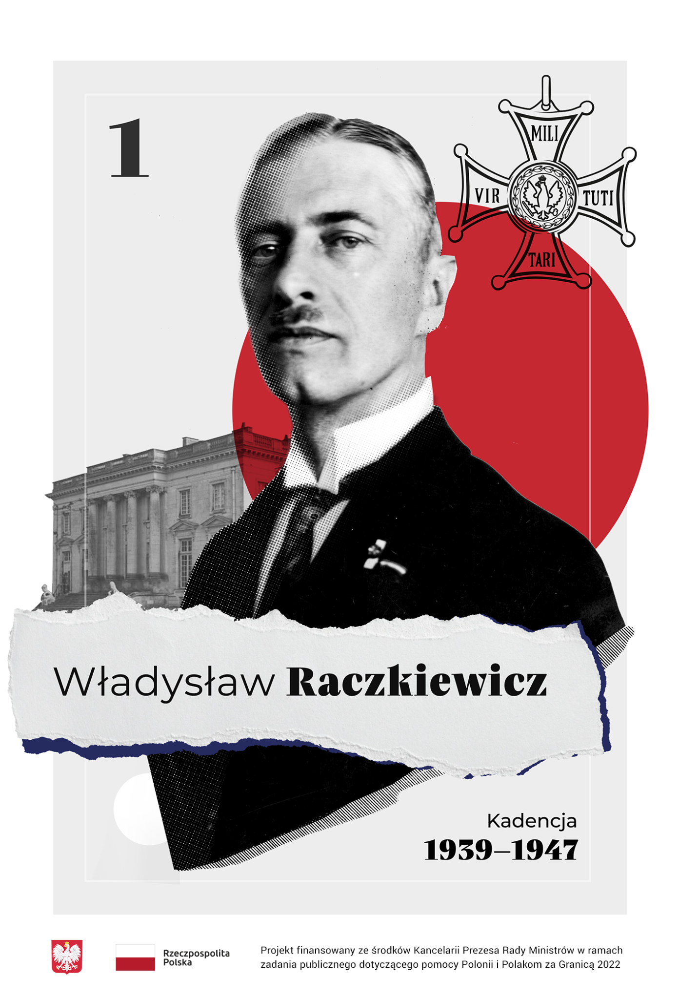 1
MILI
VIR TUTI
TARI
Władysław Raczkiewicz
Kadencja
1939–1947
Rzeczpospolita
Polska
Projekt finansowany ze środków Kancelarii Prezesa Rady Ministrów w ramach
zadania publicznego dotyczącego pomocy Polonii i Polakom za Granicą 2022